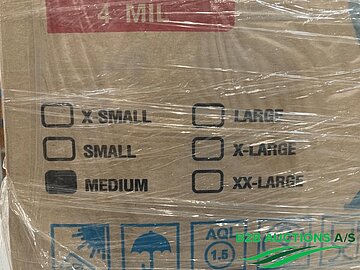 4 MIL
X SMALL
SMALL
MEDIUM
LARGE
X-LARGE
XX-LARGE
AQL
1.5
B2B AUCTIONS A/S